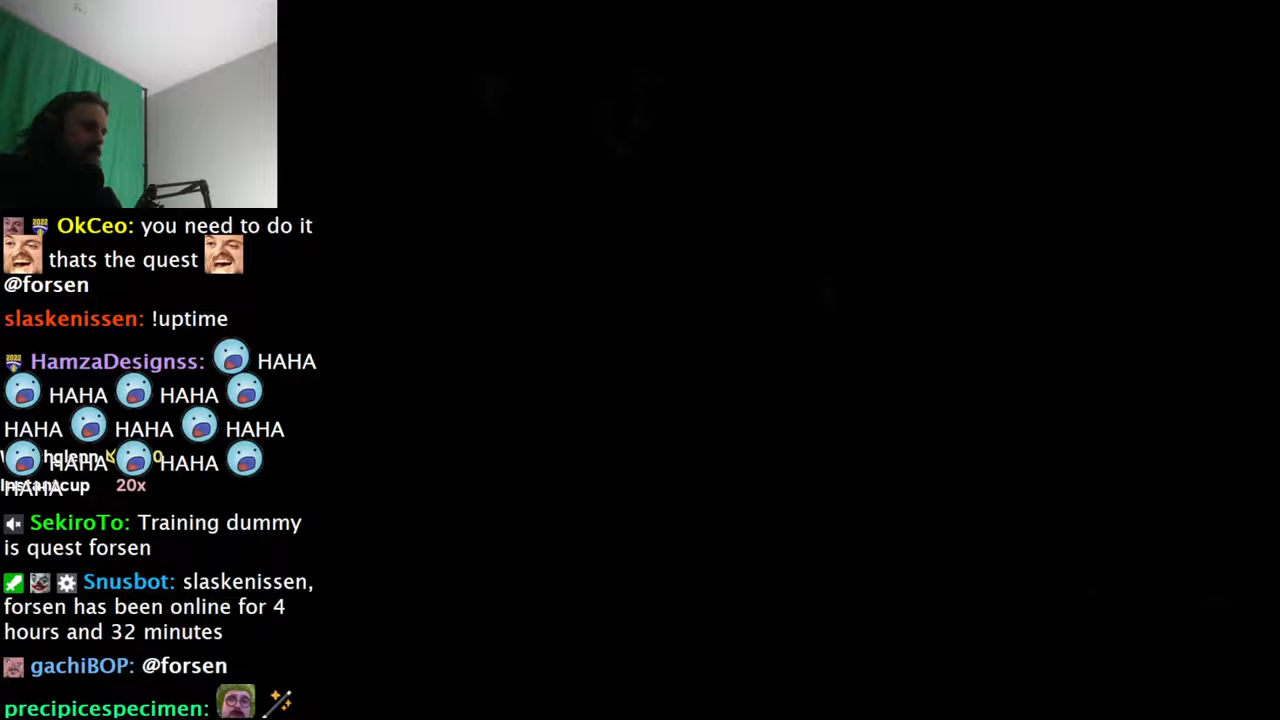 OkCeo: you need to do it
thats the quest
@forsen
slaskenissen: !uptime
HamzaDesignss: HAHA
HAHA HAHA
HAHA HAHA HAHA
HAHA HAHA
HAHA
20x
SekiroTo: Training dummy
is quest forsen
Snusbot: slaskenissen,
forsen has been online for 4
hours and 32 minutes
gachiBOP: @forsen
precipicespecimen: